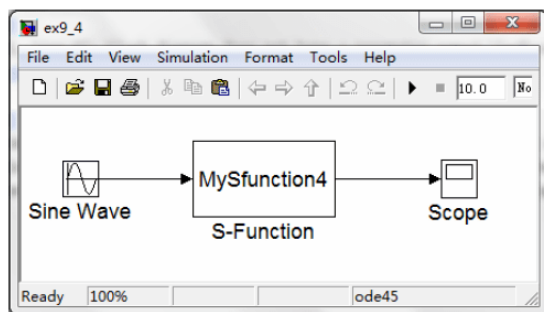 ex9_4
File Edit View Simulation Format Tools Help
10.0 No
MySfunction4
Sine Wave
S-Function
Scope
Ready 100% ode45